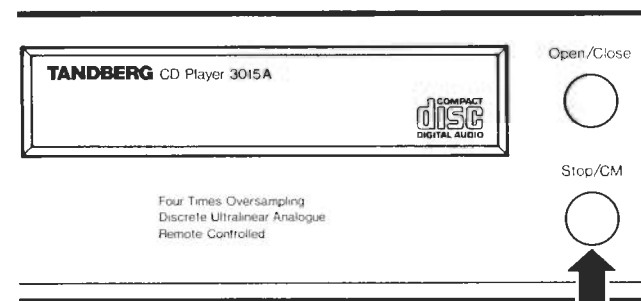 Open/Close
TANDBERG CD Player 3015A
COMPACT
disc
DIGITAL AUDIO
Stop/CM
Four Times Oversampling
Discrete Ultralinear Analogue
Remote Controlled